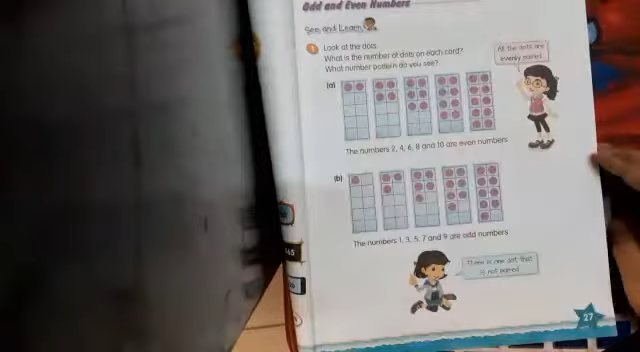 Odd and Even Numbers
See and Learn
1 Look at the dots.
What is the number of dots on each card?
What number pattern do you see?
All the dots are
evenly paired.
(a)
The numbers 2, 4, 6, 8 and 10 are even numbers
(b)
The numbers 1, 3, 5, 7 and 9 are odd numbers
There is one dot that
is not paired
27